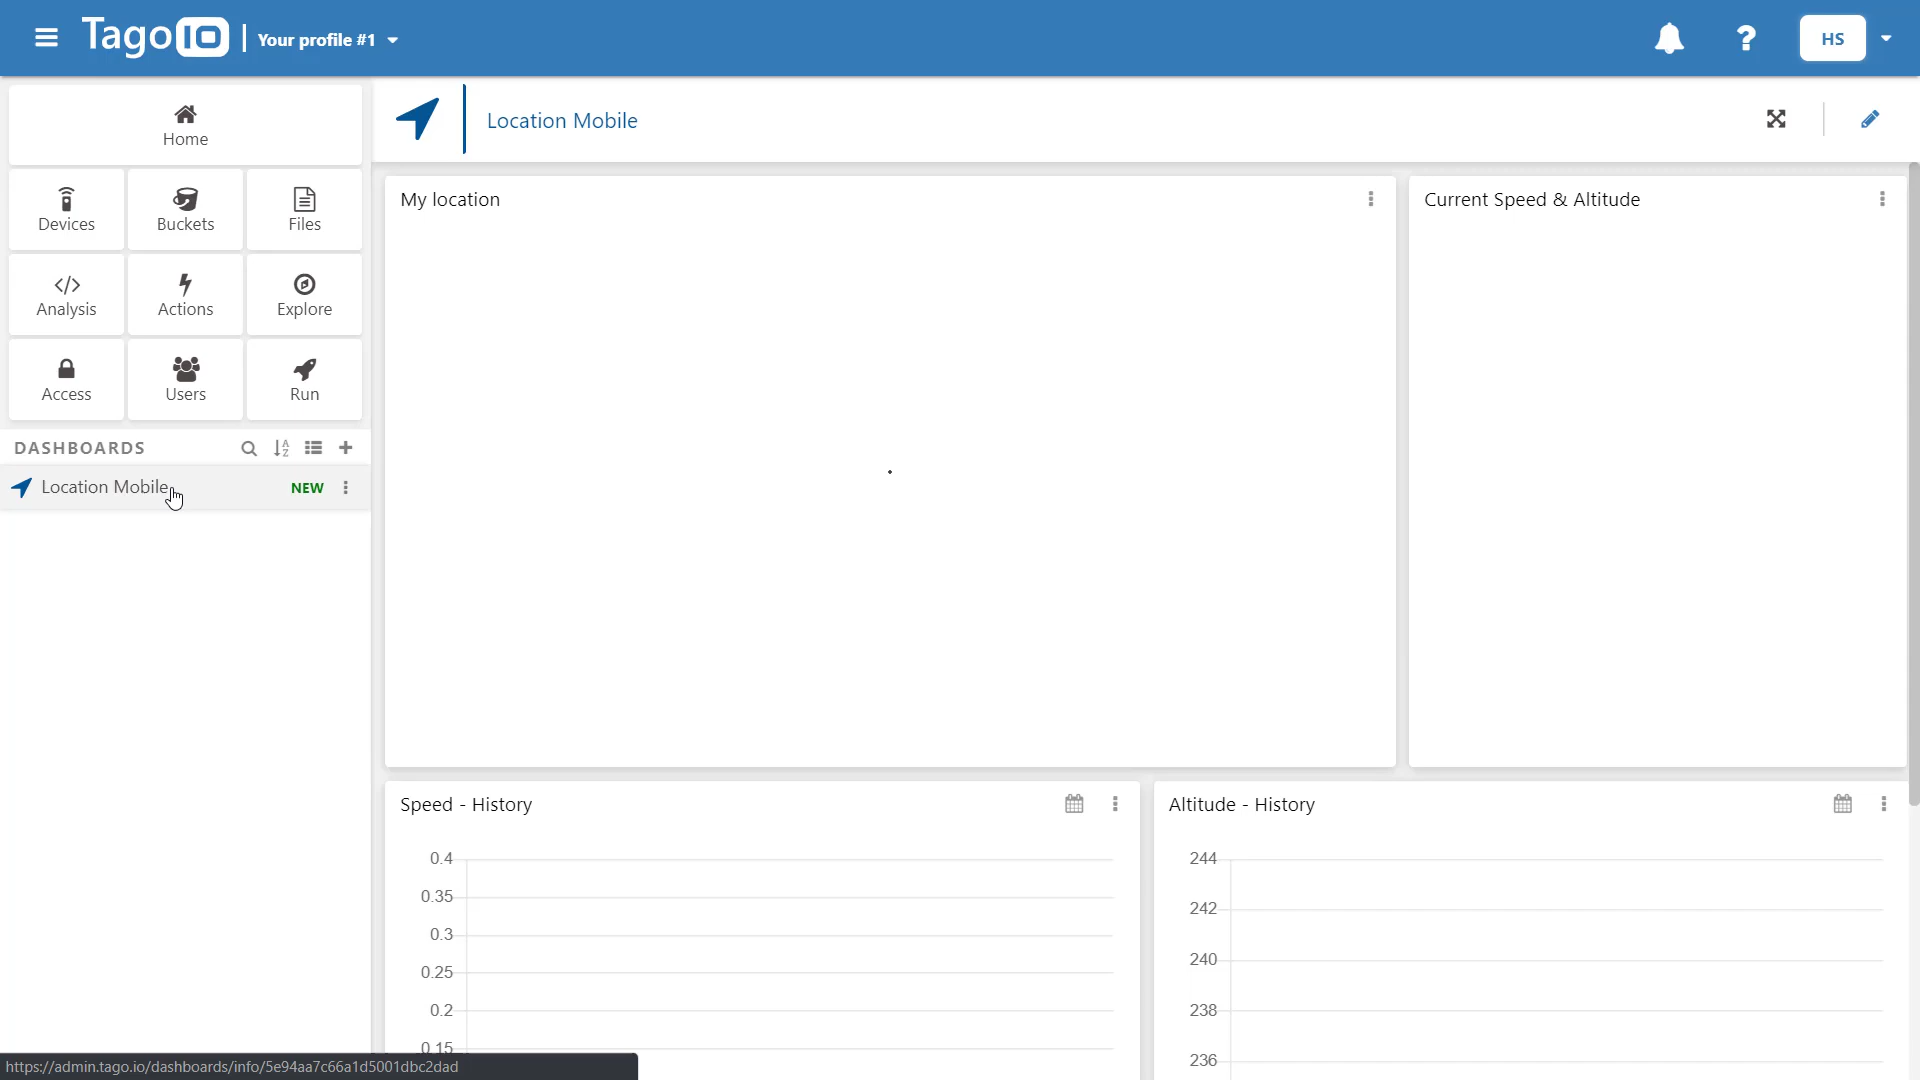 TagoIO
Your profile #1
HS
Home
Devices
Buckets
Files
Analysis
Actions
Explore
Access
Users
Run
DASHBOARDS
Location Mobile
NEW
Location Mobile
My location
Current Speed & Altitude
Speed - History
0.4
0.35
0.3
0.25
0.2
0.15
Altitude - History
244
242
240
238
236
https://admin.tago.io/dashboards/info/5e94aa7c66a1d5001dbc2dad